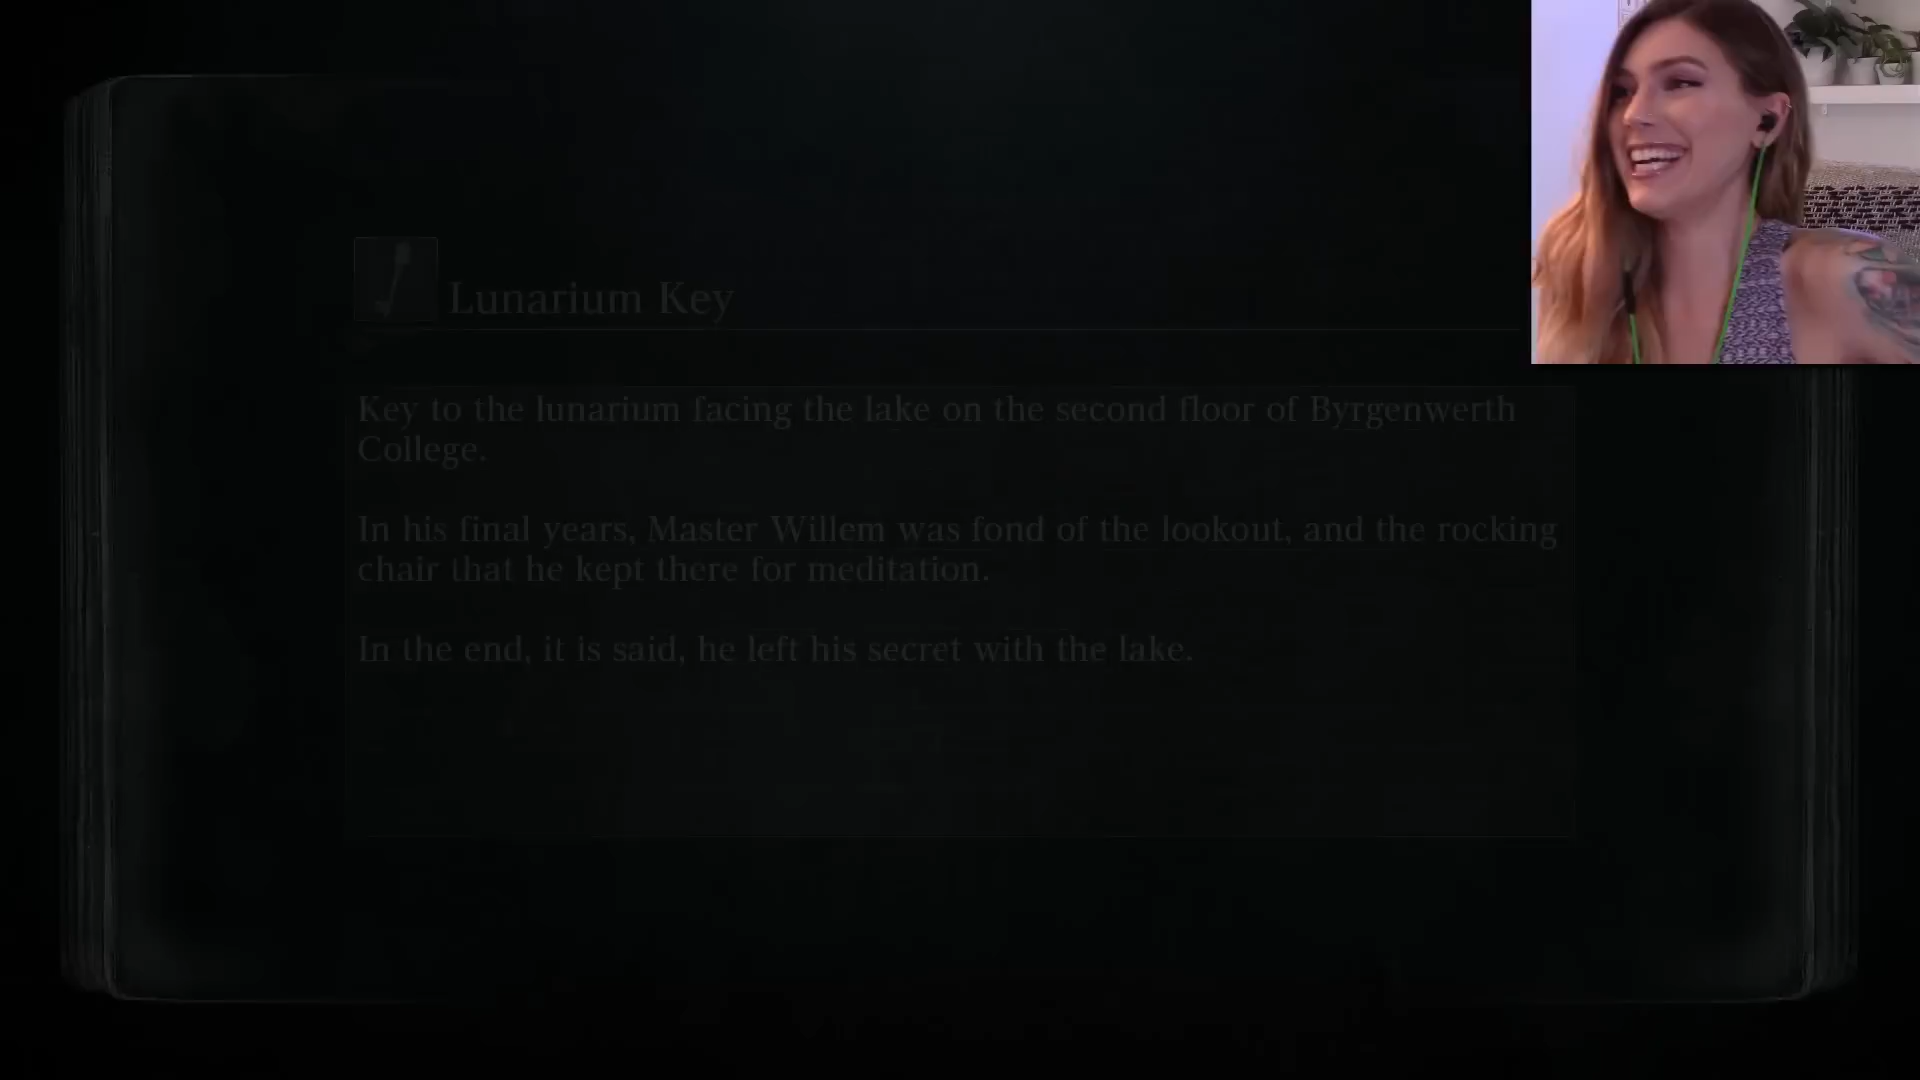 Lunarium Key
Key to the lunarium facing the lake on the second floor of Byrgenwerth
College.
In his final years, Master Willem was fond of the lookout, and the rocking
chair that he kept there for meditation.
In the end, it is said, he left his secret with the lake.